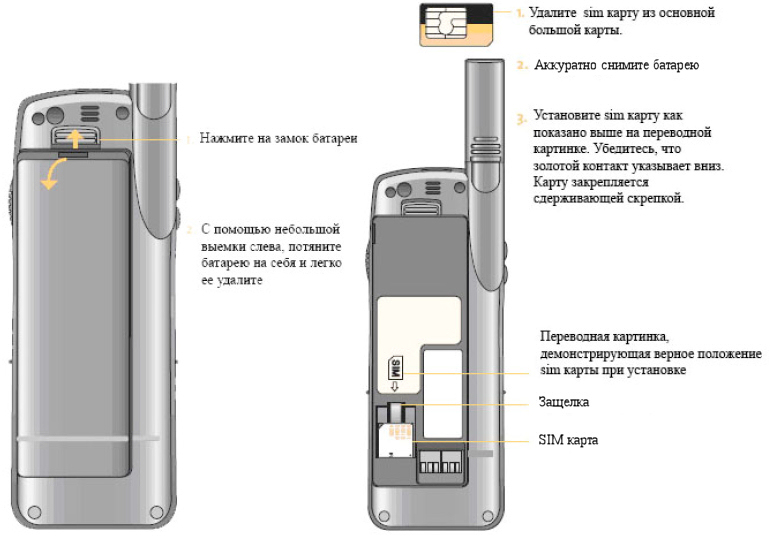 1. Нажмите на замок батареи
2. С помощью небольшой
выемки слева, потяните
батарею на себя и легко
ее удалите
1. Удалите sim карту из основной
большой карты.
2. Аккуратно снимите батарею
3. Установите sim карту как
показано выше на переводной
картинке. Убедитесь, что
золотой контакт указывает вниз.
Карту закрепляется
сдерживающей скрепкой.
Переводная картинка,
демонстрирующая верное положение
sim карты при установке
SIM
Защелка
SIM карта